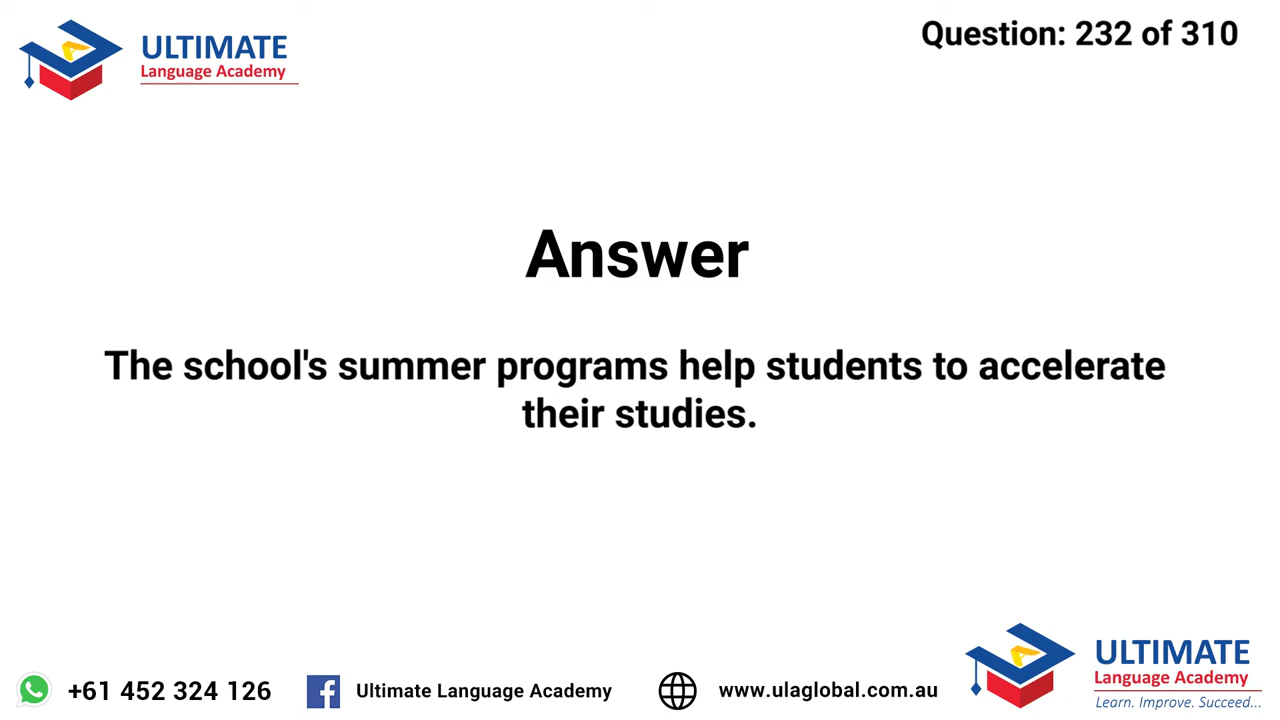 ULTIMATE
Language Academy
Question: 232 of 310
Answer
The school's summer programs help students to accelerate
their studies.
+61 452 324 126
Ultimate Language Academy
www.ulaglobal.com.au
ULTIMATE
Language Academy
Learn. Improve. Succeed...